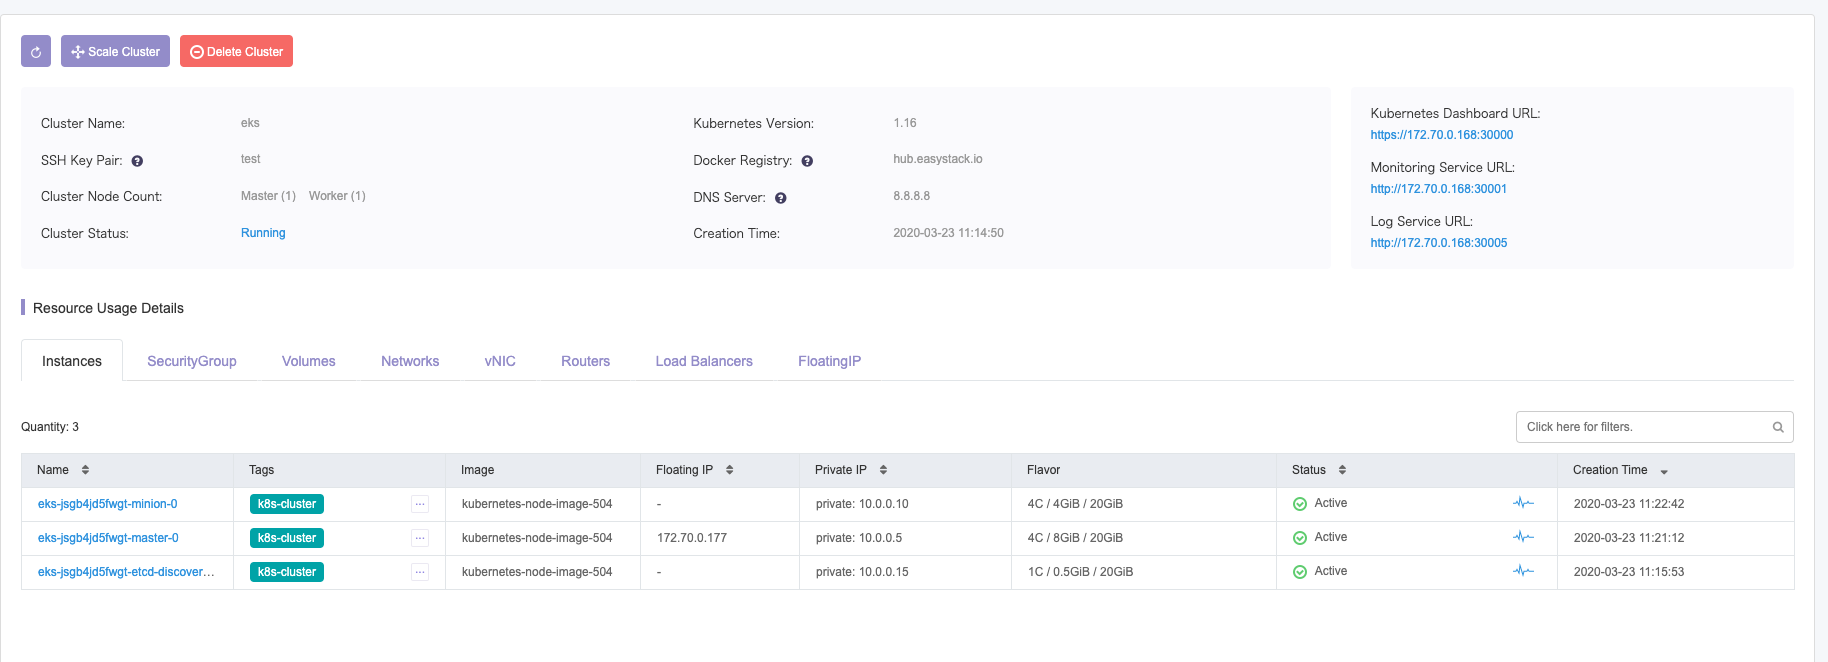 Scale Cluster Delete Cluster
Cluster Name: eks Kubernetes Version: 1.16
SSH Key Pair: ? test Docker Registry: ? hub.easystack.io
Cluster Node Count: Master (1) Worker (1) DNS Server: ? 8.8.8.8
Cluster Status: Running Creation Time: 2020-03-23 11:14:50
Kubernetes Dashboard URL:
https://172.70.0.168:30000
Monitoring Service URL:
http://172.70.0.168:30001
Log Service URL:
http://172.70.0.168:30005
Resource Usage Details
Instances SecurityGroup Volumes Networks vNIC Routers Load Balancers FloatingIP
Quantity: 3 Click here for filters.
Name Tags Image Floating IP Private IP Flavor Status Creation Time
eks-jsgb4jd5fwgt-minion-0 k8s-cluster ... kubernetes-node-image-504 - private: 10.0.0.10 4C / 4GiB / 20GiB Active 2020-03-23 11:22:42
eks-jsgb4jd5fwgt-master-0 k8s-cluster ... kubernetes-node-image-504 172.70.0.177 private: 10.0.0.5 4C / 8GiB / 20GiB Active 2020-03-23 11:21:12
eks-jsgb4jd5fwgt-etcd-discover... k8s-cluster ... kubernetes-node-image-504 - private: 10.0.0.15 1C / 0.5GiB / 20GiB Active 2020-03-23 11:15:53